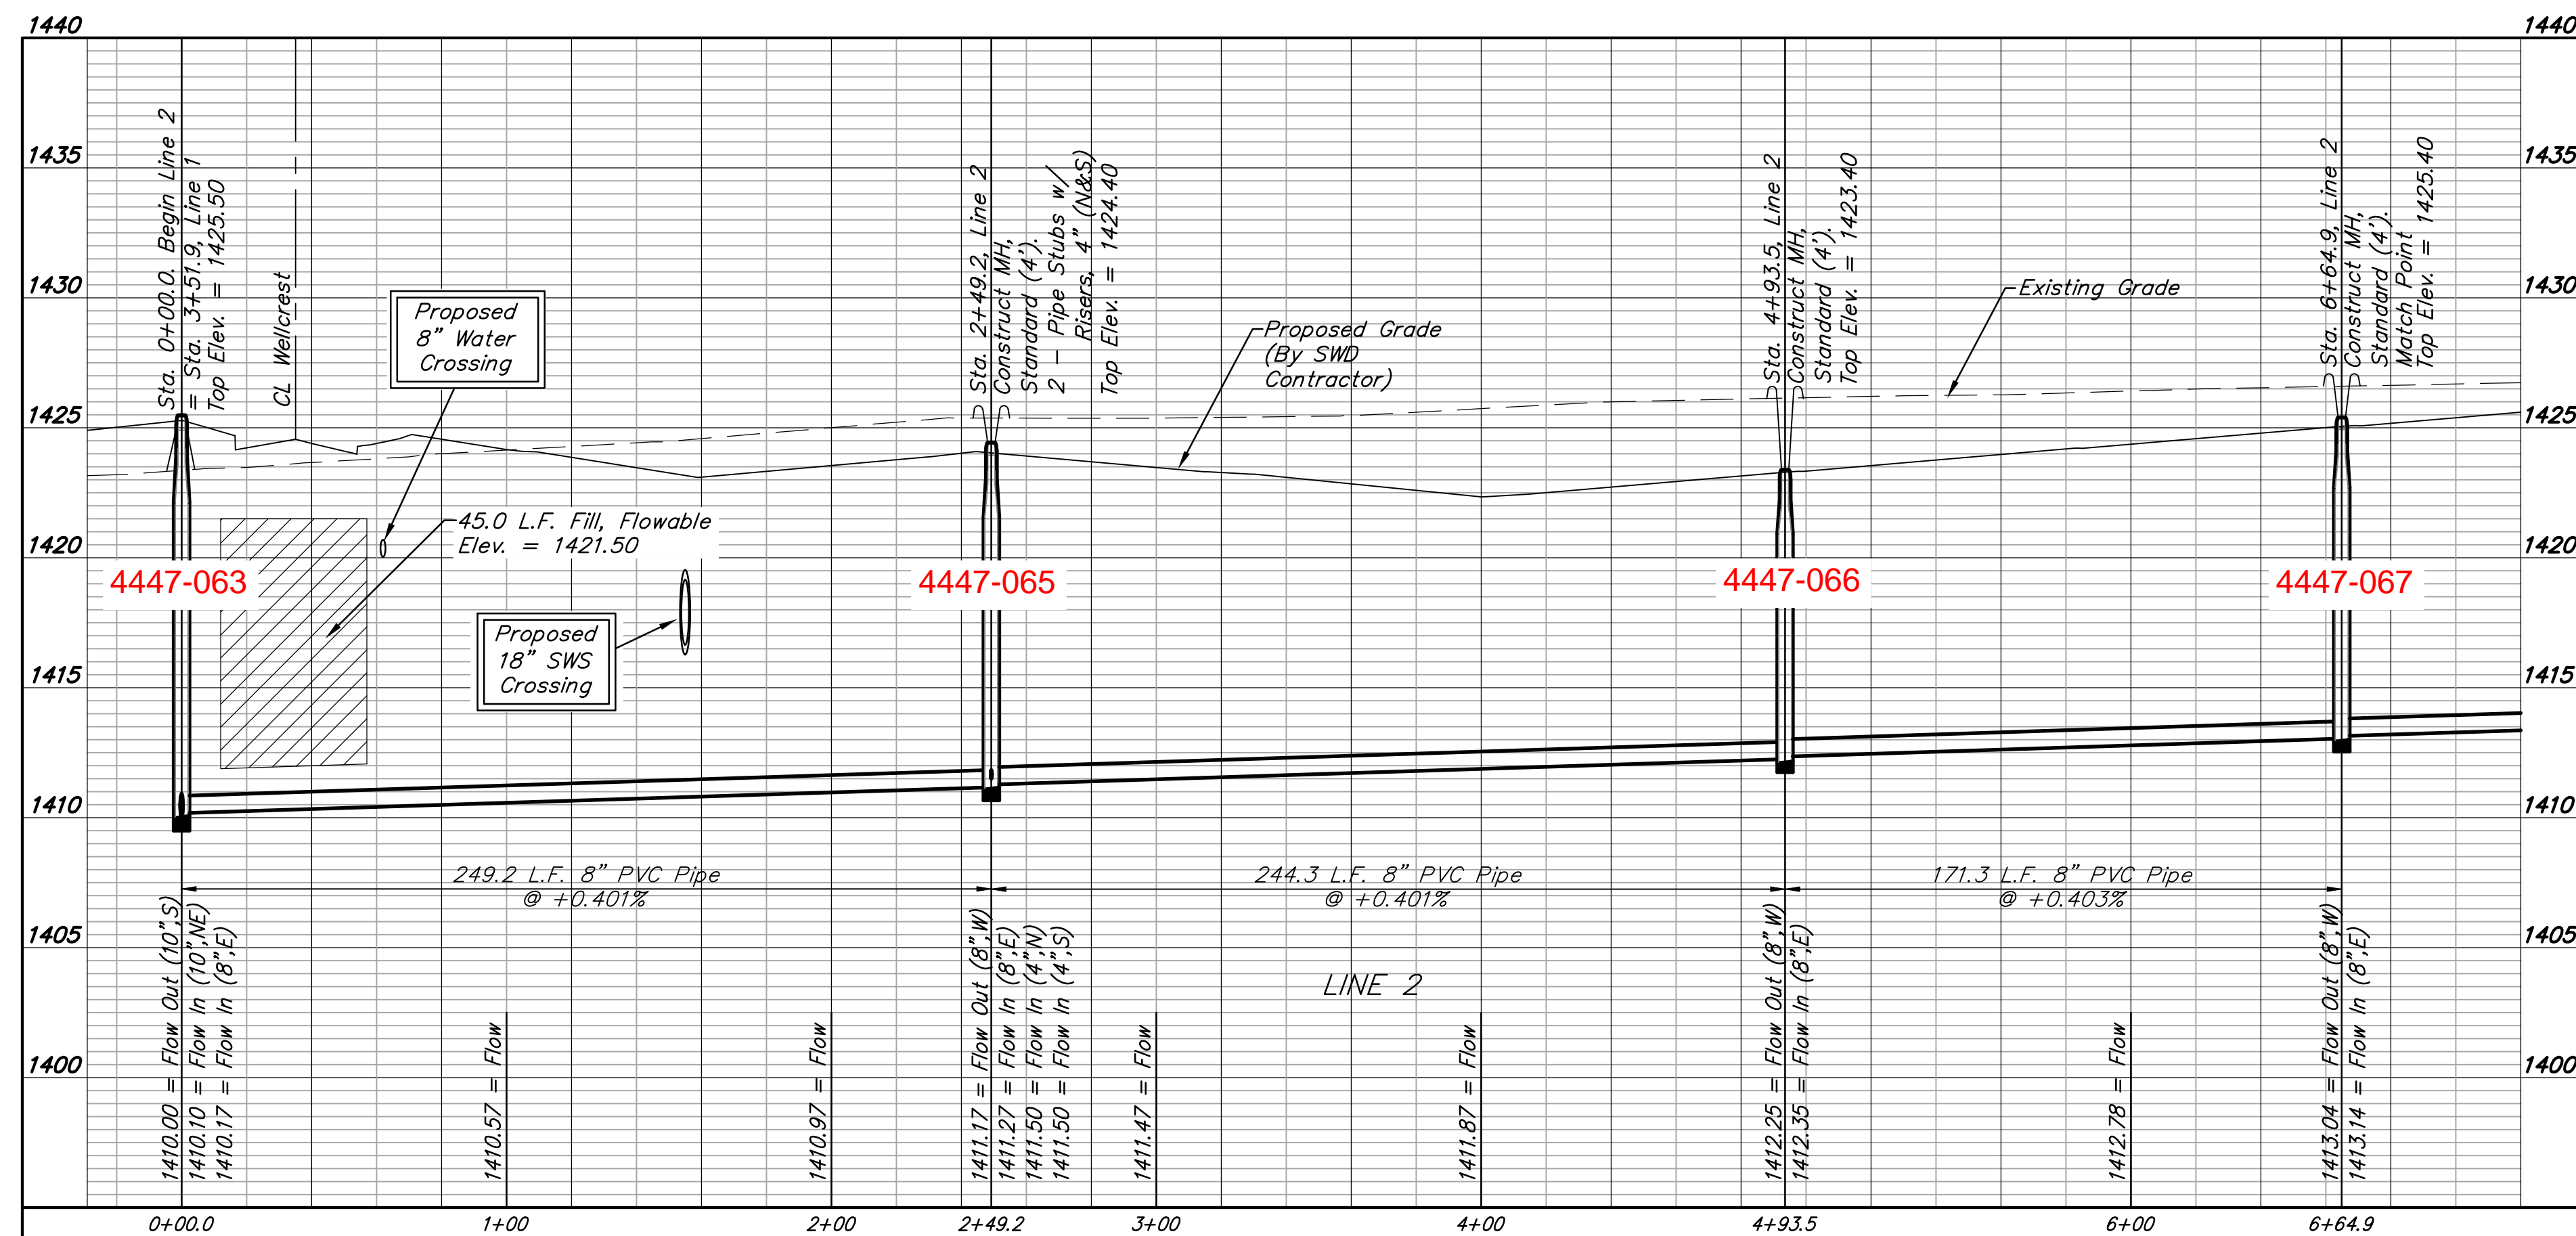 1440
1440
1435
1435
1430
1430
1425
1425
1420
1420
1415
1415
1410
1410
1405
1405
1400
1400
Sta. 0+00.0. Begin Line 2
= Sta. 3+51.9, Line 1
Top Elev. = 1425.50
CL Wellcrest
Proposed
8" Water
Crossing
Sta. 2+49.2, Line 2
Construct MH,
Standard (4').
2 - Pipe Stubs w/
Risers, 4" (N&S)
Top Elev. = 1424.40
Proposed Grade
(By SWD
Contractor)
Sta. 4+93.5, Line 2
Construct MH,
Standard (4').
Top Elev. = 1423.40
Existing Grade
Sta. 6+64.9, Line 2
Construct MH,
Standard (4').
Match Point
Top Elev. = 1425.40
45.0 L.F. Fill, Flowable
Elev. = 1421.50
4447-063
4447-065
4447-066
4447-067
Proposed
18" SWS
Crossing
249.2 L.F. 8" PVC Pipe
@ +0.401%
244.3 L.F. 8" PVC Pipe
@ +0.401%
171.3 L.F. 8" PVC Pipe
@ +0.403%
LINE 2
1410.00 = Flow Out (10",S)
1410.10 = Flow In (10",NE)
1410.17 = Flow In (8",E)
1410.57 = Flow
1410.97 = Flow
1411.17 = Flow Out (8",W)
1411.27 = Flow In (8",E)
1411.50 = Flow In (4",N)
1411.50 = Flow In (4",S)
1411.47 = Flow
1411.87 = Flow
1412.25 = Flow Out (8",W)
1412.35 = Flow In (8",E)
1412.78 = Flow
1413.04 = Flow Out (8",W)
1413.14 = Flow In (8",E)
0+00.0
1+00
2+00
2+49.2
3+00
4+00
4+93.5
6+00
6+64.9